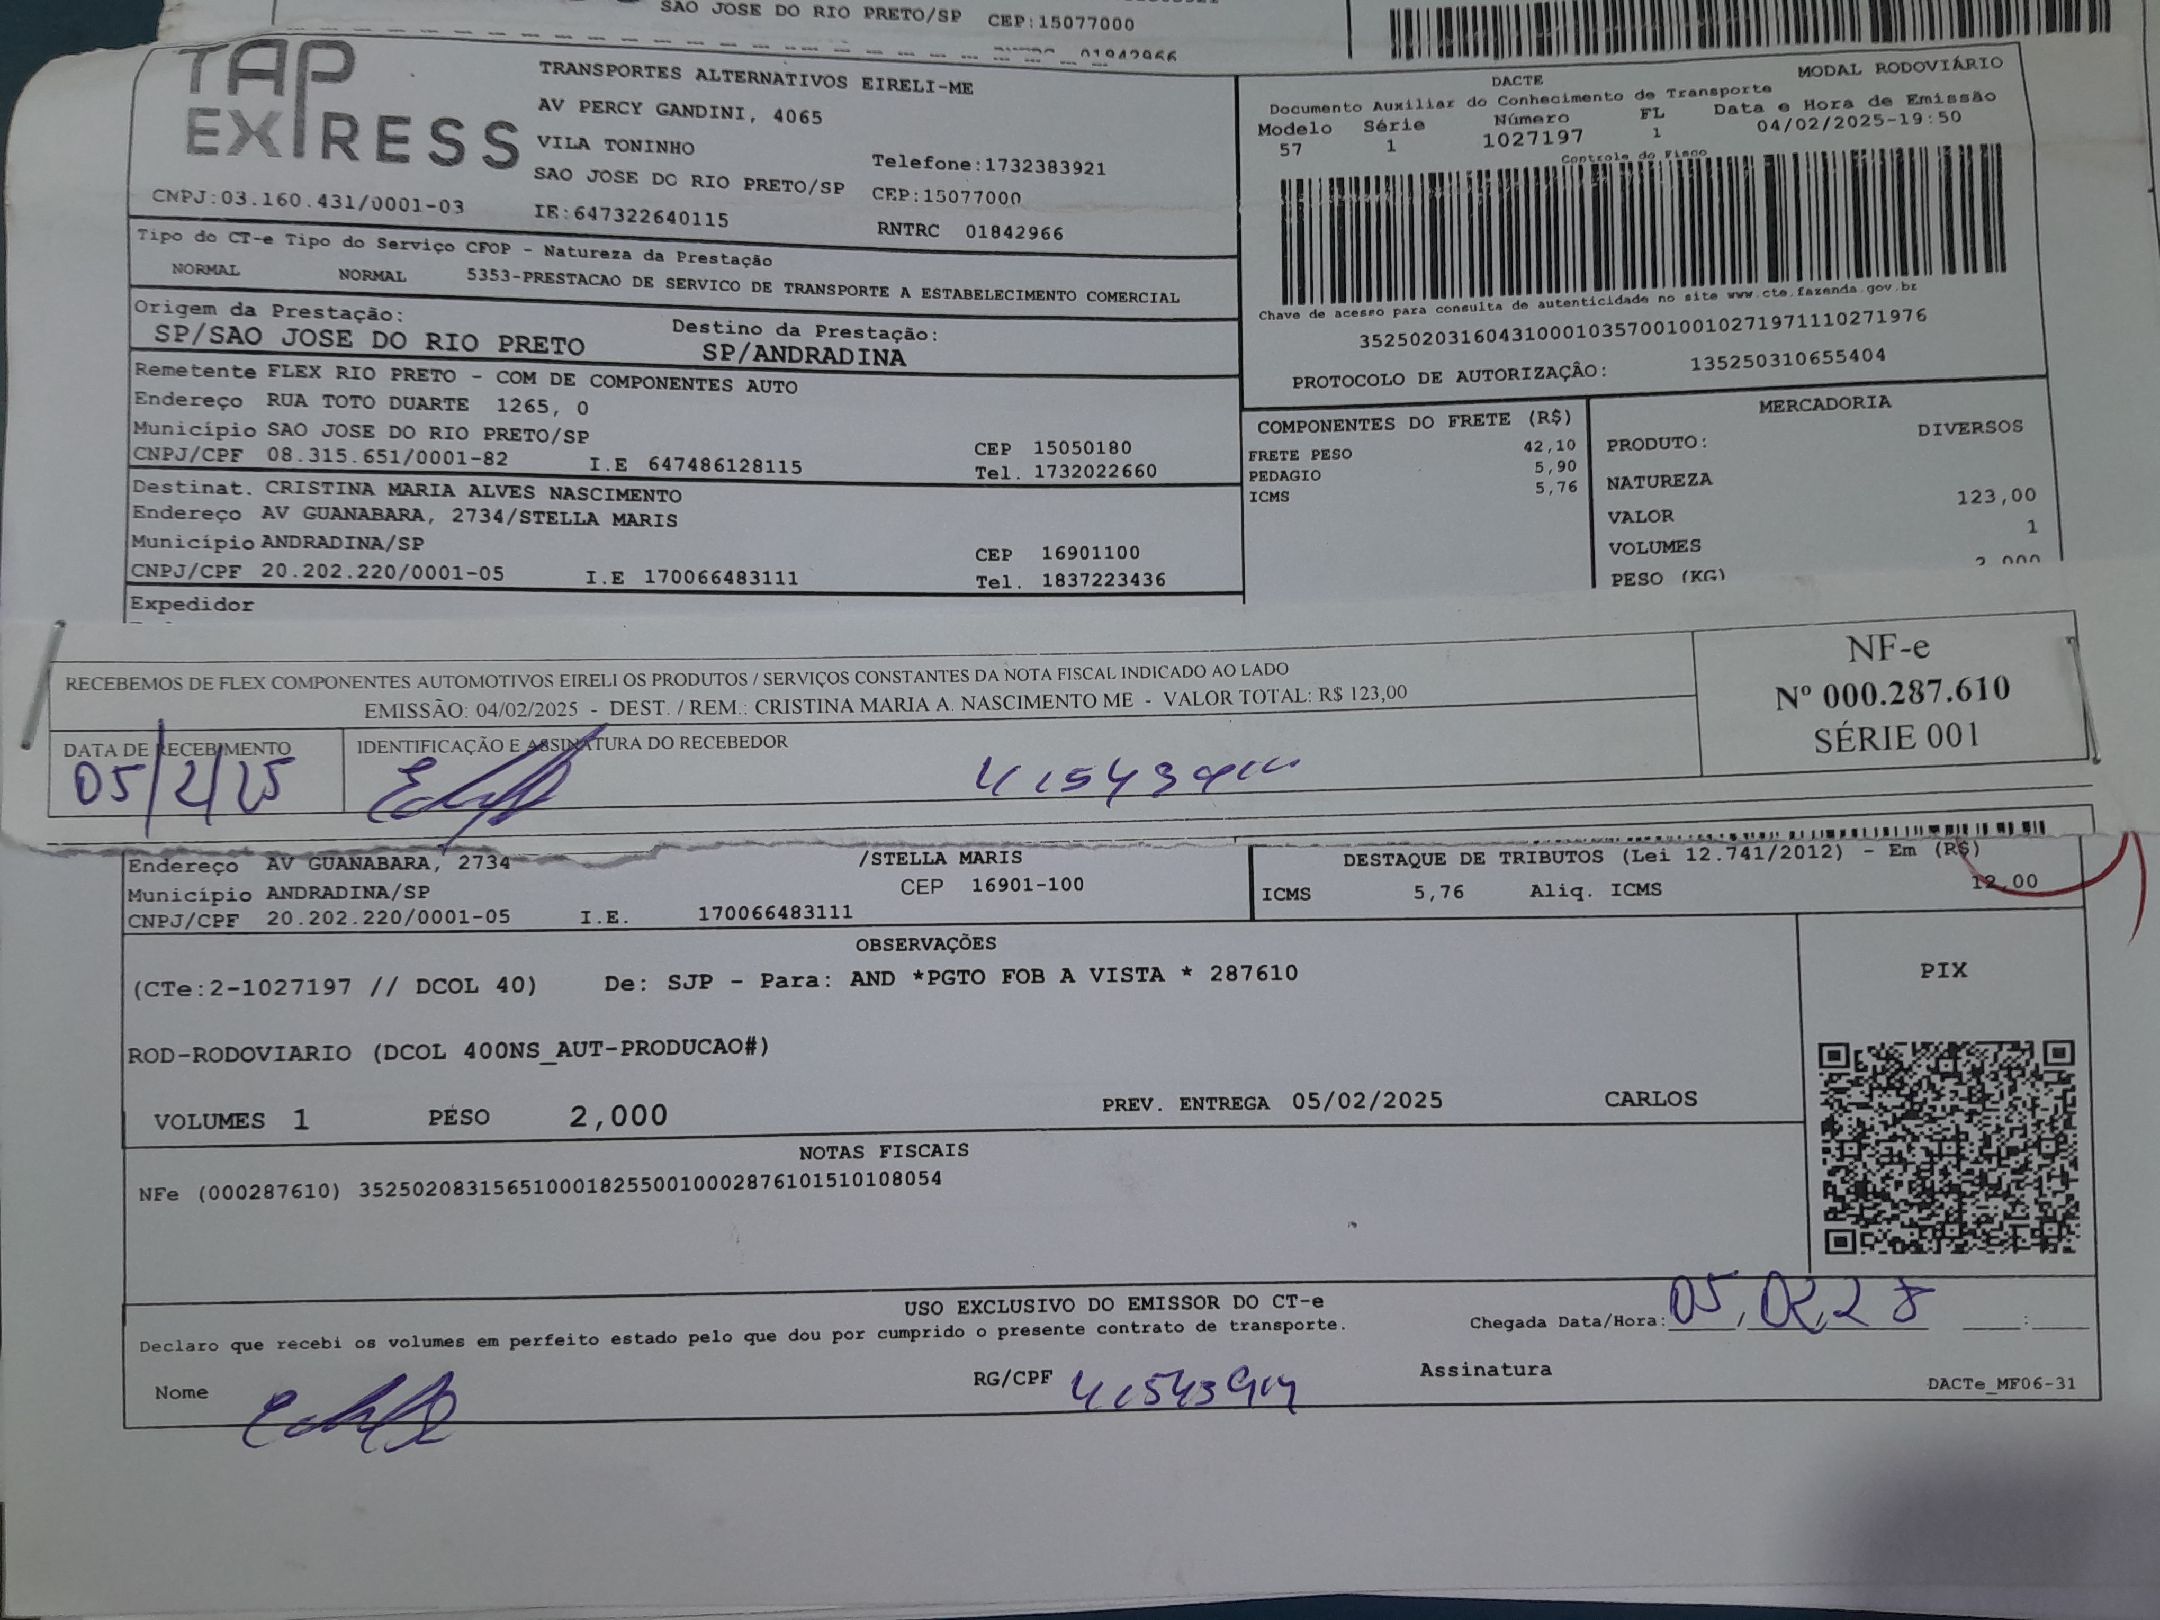 SAO JOSE DO RIO PRETO/SP CEP:15077000
TAP EXPRESS
TRANSPORTES ALTERNATIVOS EIRELI-ME
AV PERCY GANDINI, 4065
VILA TONINHO
Telefone:1732383921
SAO JOSE DO RIO PRETO/SP CEP:15077000
CNPJ:03.160.431/0001-03 IE:647322640115 RNTRC 01842966
DACTE MODAL RODOVIÁRIO
Documento Auxiliar do Conhecimento de Transporte
Modelo Série Número FL Data e Hora de Emissão
57 1 1027197 1 04/02/2025-19:50
Controle do Fisco
Chave de acesso para consulta de autenticidade no site www.cte.fazenda.gov.br
35250203160431000103570010010271971110271976
PROTOCOLO DE AUTORIZAÇÃO: 135250310655404
Tipo do CT-e Tipo do Serviço CFOP - Natureza da Prestação
NORMAL NORMAL 5353-PRESTACAO DE SERVICO DE TRANSPORTE A ESTABELECIMENTO COMERCIAL
Origem da Prestação: Destino da Prestação:
SP/SAO JOSE DO RIO PRETO SP/ANDRADINA
Remetente FLEX RIO PRETO - COM DE COMPONENTES AUTO
Endereço RUA TOTO DUARTE 1265, 0
Município SAO JOSE DO RIO PRETO/SP CEP 15050180
CNPJ/CPF 08.315.651/0001-82 I.E 647486128115 Tel. 1732022660
Destinat. CRISTINA MARIA ALVES NASCIMENTO
Endereço AV GUANABARA, 2734/STELLA MARIS
Município ANDRADINA/SP CEP 16901100
CNPJ/CPF 20.202.220/0001-05 I.E 170066483111 Tel. 1837223436
Expedidor
COMPONENTES DO FRETE (R$)
FRETE PESO 42,10
PEDAGIO 5,90
ICMS 5,76
MERCADORIA
PRODUTO: DIVERSOS
NATUREZA
VALOR 123,00
VOLUMES 1
PESO (KG)
RECEBEMOS DE FLEX COMPONENTES AUTOMOTIVOS EIRELI OS PRODUTOS / SERVIÇOS CONSTANTES DA NOTA FISCAL INDICADO AO LADO
EMISSÃO: 04/02/2025 - DEST. / REM.: CRISTINA MARIA A. NASCIMENTO ME - VALOR TOTAL: R$ 123,00
NF-e
Nº 000.287.610
SÉRIE 001
DATA DE RECEBIMENTO IDENTIFICAÇÃO E ASSINATURA DO RECEBEDOR
05/2/25
Endereço AV GUANABARA, 2734 /STELLA MARIS
Município ANDRADINA/SP CEP 16901-100
CNPJ/CPF 20.202.220/0001-05 I.E. 170066483111
DESTAQUE DE TRIBUTOS (Lei 12.741/2012) - Em (R$)
ICMS 5,76 Aliq. ICMS 12,00
OBSERVAÇÕES
(CTe:2-1027197 // DCOL 40) De: SJP - Para: AND *PGTO FOB A VISTA * 287610
ROD-RODOVIARIO (DCOL 400NS_AUT-PRODUCAO#)
VOLUMES 1 PESO 2,000 PREV. ENTREGA 05/02/2025 CARLOS
PIX
NOTAS FISCAIS
NFe (000287610) 35250208315651000182550010002876101510108054
USO EXCLUSIVO DO EMISSOR DO CT-e
Declaro que recebi os volumes em perfeito estado pelo que dou por cumprido o presente contrato de transporte.
Chegada Data/Hora:
Nome RG/CPF Assinatura
DACTe_MF06-31